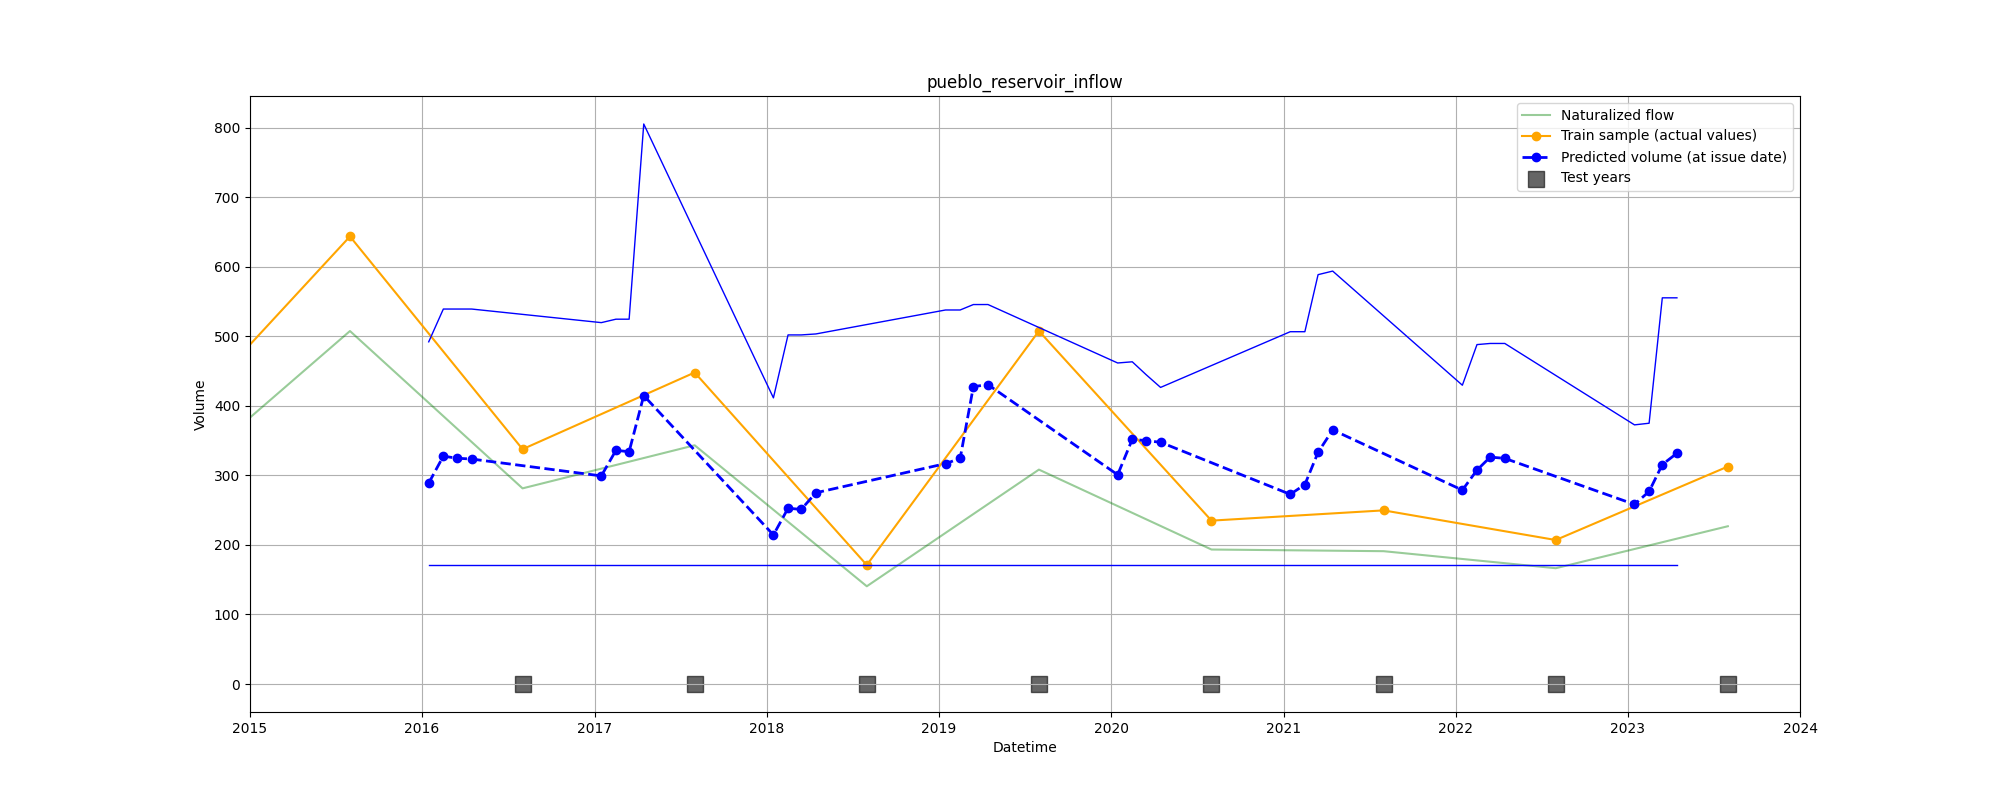 pueblo_reservoir_inflow
Naturalized flow
Train sample (actual values)
Predicted volume (at issue date)
Test years
Volume
800
700
600
500
400
300
200
100
0
2015 2016 2017 2018 2019 2020 2021 2022 2023 2024
Datetime